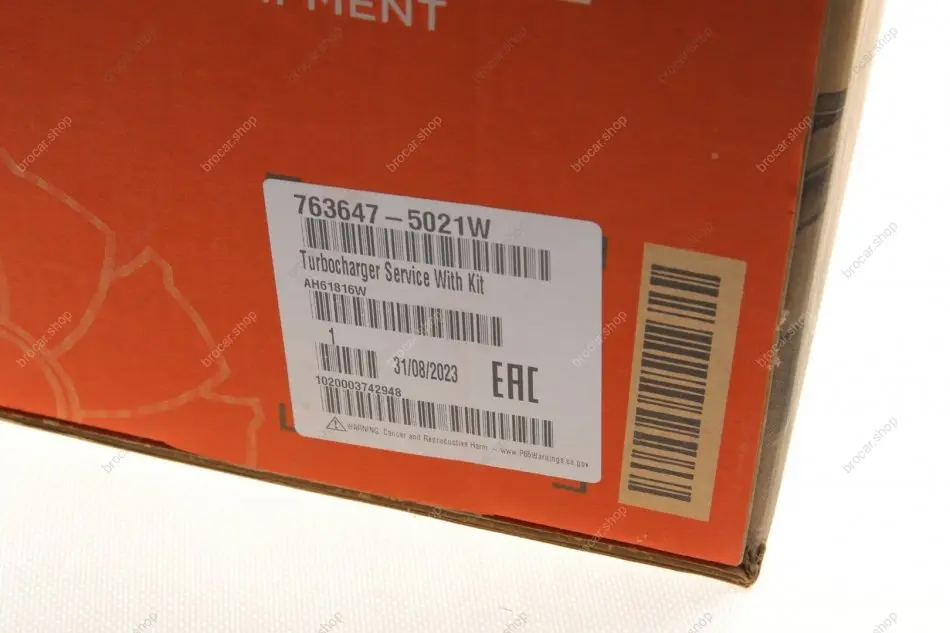 PMENT
763647-5021W
Turbocharger Service With Kit
AH61816W
1
31/08/2023
EAC
1020003742948
WARNING: Cancer and Reproductive Harm - www.P65Warnings.ca.gov
brocar.shop